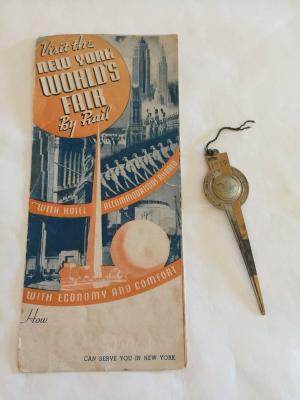 Visit the
NEW YORK
WORLD'S
FAIR
By Rail
WITH HOTEL
ACCOMMODATIONS ABOARD
WITH ECONOMY AND COMFORT
How
CAN SERVE YOU IN NEW YORK